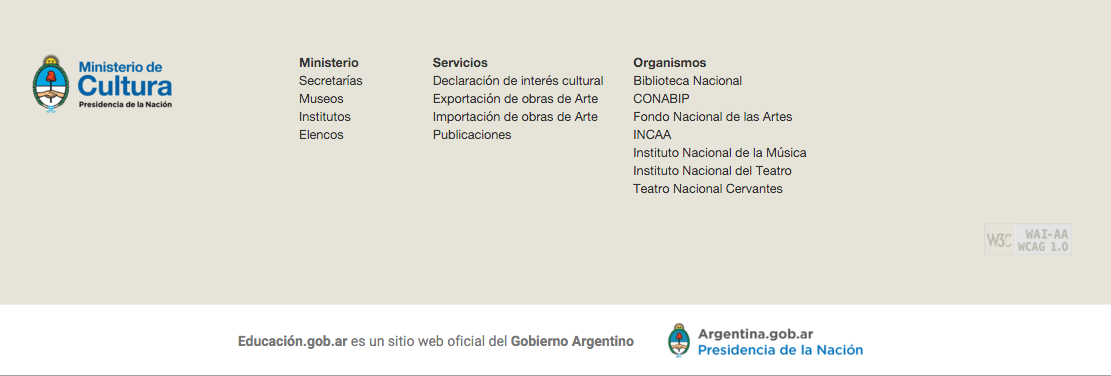 Ministerio de
Cultura
Presidencia de la Nación
Ministerio
Secretarías
Museos
Institutos
Elencos
Servicios
Declaración de interés cultural
Exportación de obras de Arte
Importación de obras de Arte
Publicaciones
Organismos
Biblioteca Nacional
CONABIP
Fondo Nacional de las Artes
INCAA
Instituto Nacional de la Música
Instituto Nacional del Teatro
Teatro Nacional Cervantes
W3C WAI-AA
WCAG 1.0
Educación.gob.ar es un sitio web oficial del Gobierno Argentino
Argentina.gob.ar
Presidencia de la Nación